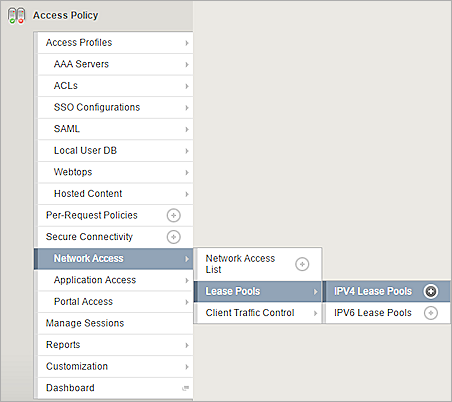 Access Policy
Access Profiles
AAA Servers
ACLs
SSO Configurations
SAML
Local User DB
Webtops
Hosted Content
Per-Request Policies
Secure Connectivity
Network Access
Application Access
Portal Access
Manage Sessions
Reports
Customization
Dashboard
Network Access
List
Lease Pools
Client Traffic Control
IPV4 Lease Pools
IPV6 Lease Pools